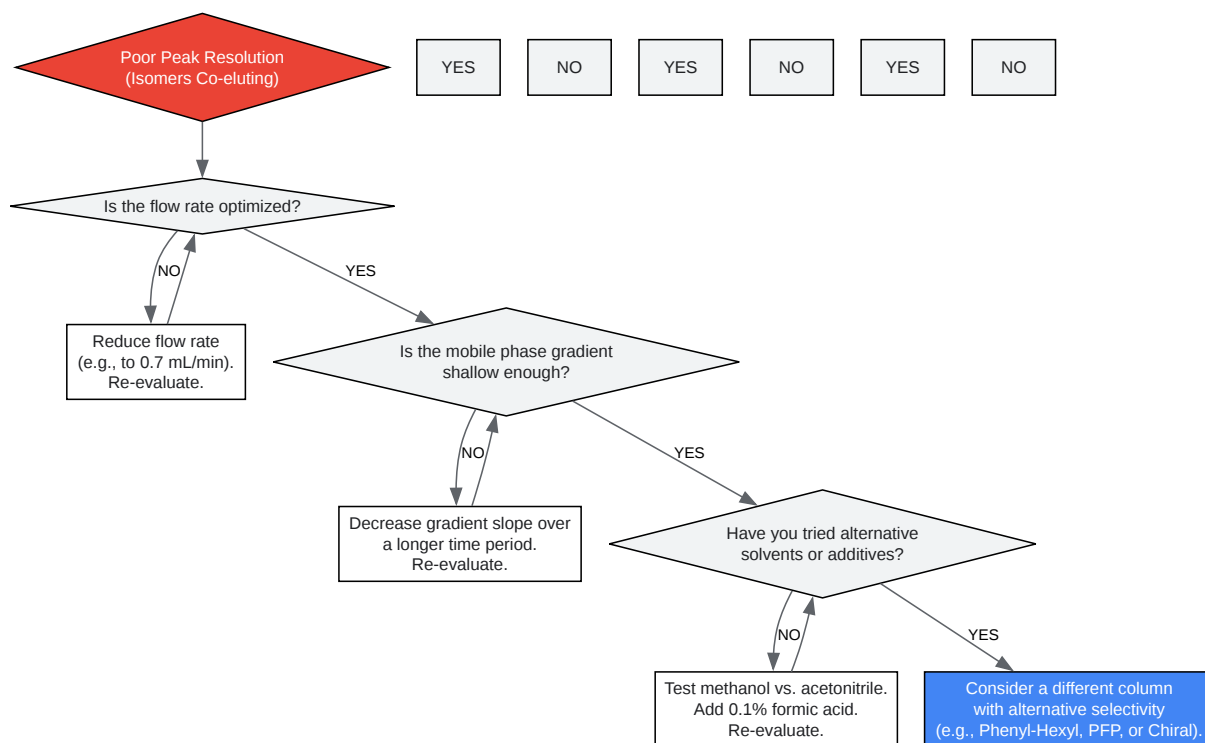 Poor Peak Resolution
(Isomers Co-eluting)
YES
NO
YES
NO
YES
NO
Is the flow rate optimized?
NO
YES
Reduce flow rate
(e.g., to 0.7 mL/min).
Re-evaluate.
Is the mobile phase gradient
shallow enough?
NO
YES
Decrease gradient slope over
a longer time period.
Re-evaluate.
Have you tried alternative
solvents or additives?
NO
YES
Test methanol vs. acetonitrile.
Add 0.1% formic acid.
Re-evaluate.
Consider a different column
with alternative selectivity
(e.g., Phenyl-Hexyl, PFP, or Chiral).